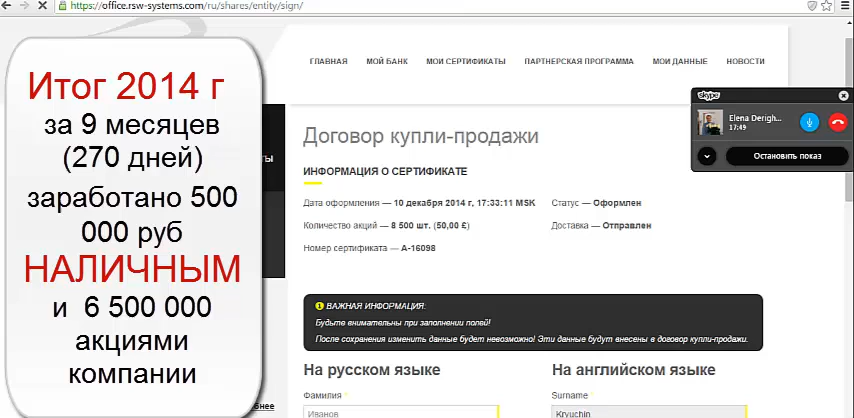 https://office.rsw-systems.com/ru/shares/entity/sign/
ГЛАВНАЯ МОЙ БАНК МОИ СЕРТИФИКАТЫ ПАРТНЕРСКАЯ ПРОГРАММА МОИ ДАННЫЕ НОВОСТИ
Итог 2014 г
за 9 месяцев
(270 дней)
заработано 500
000 руб
НАЛИЧНЫМ
и 6 500 000
акциями
компании
ты
бнее
skype
Elena Derigh...
17:49
Остановить показ
Договор купли-продажи
ИНФОРМАЦИЯ О СЕРТИФИКАТЕ
Дата оформления — 10 декабря 2014 г, 17:33:11 MSK
Статус — Оформлен
Количество акций — 8 500 шт. (50,00 £)
Доставка — Отправлен
Номер сертификата — A-16098
1 ВАЖНАЯ ИНФОРМАЦИЯ:
Будьте внимательны при заполнении полей!
После сохранения изменить данные будет невозможно! Эти данные будут внесены в договор купли-продажи.
На русском языке
Фамилия *
Иванов
На английском языке
Surname *
Kryuchin